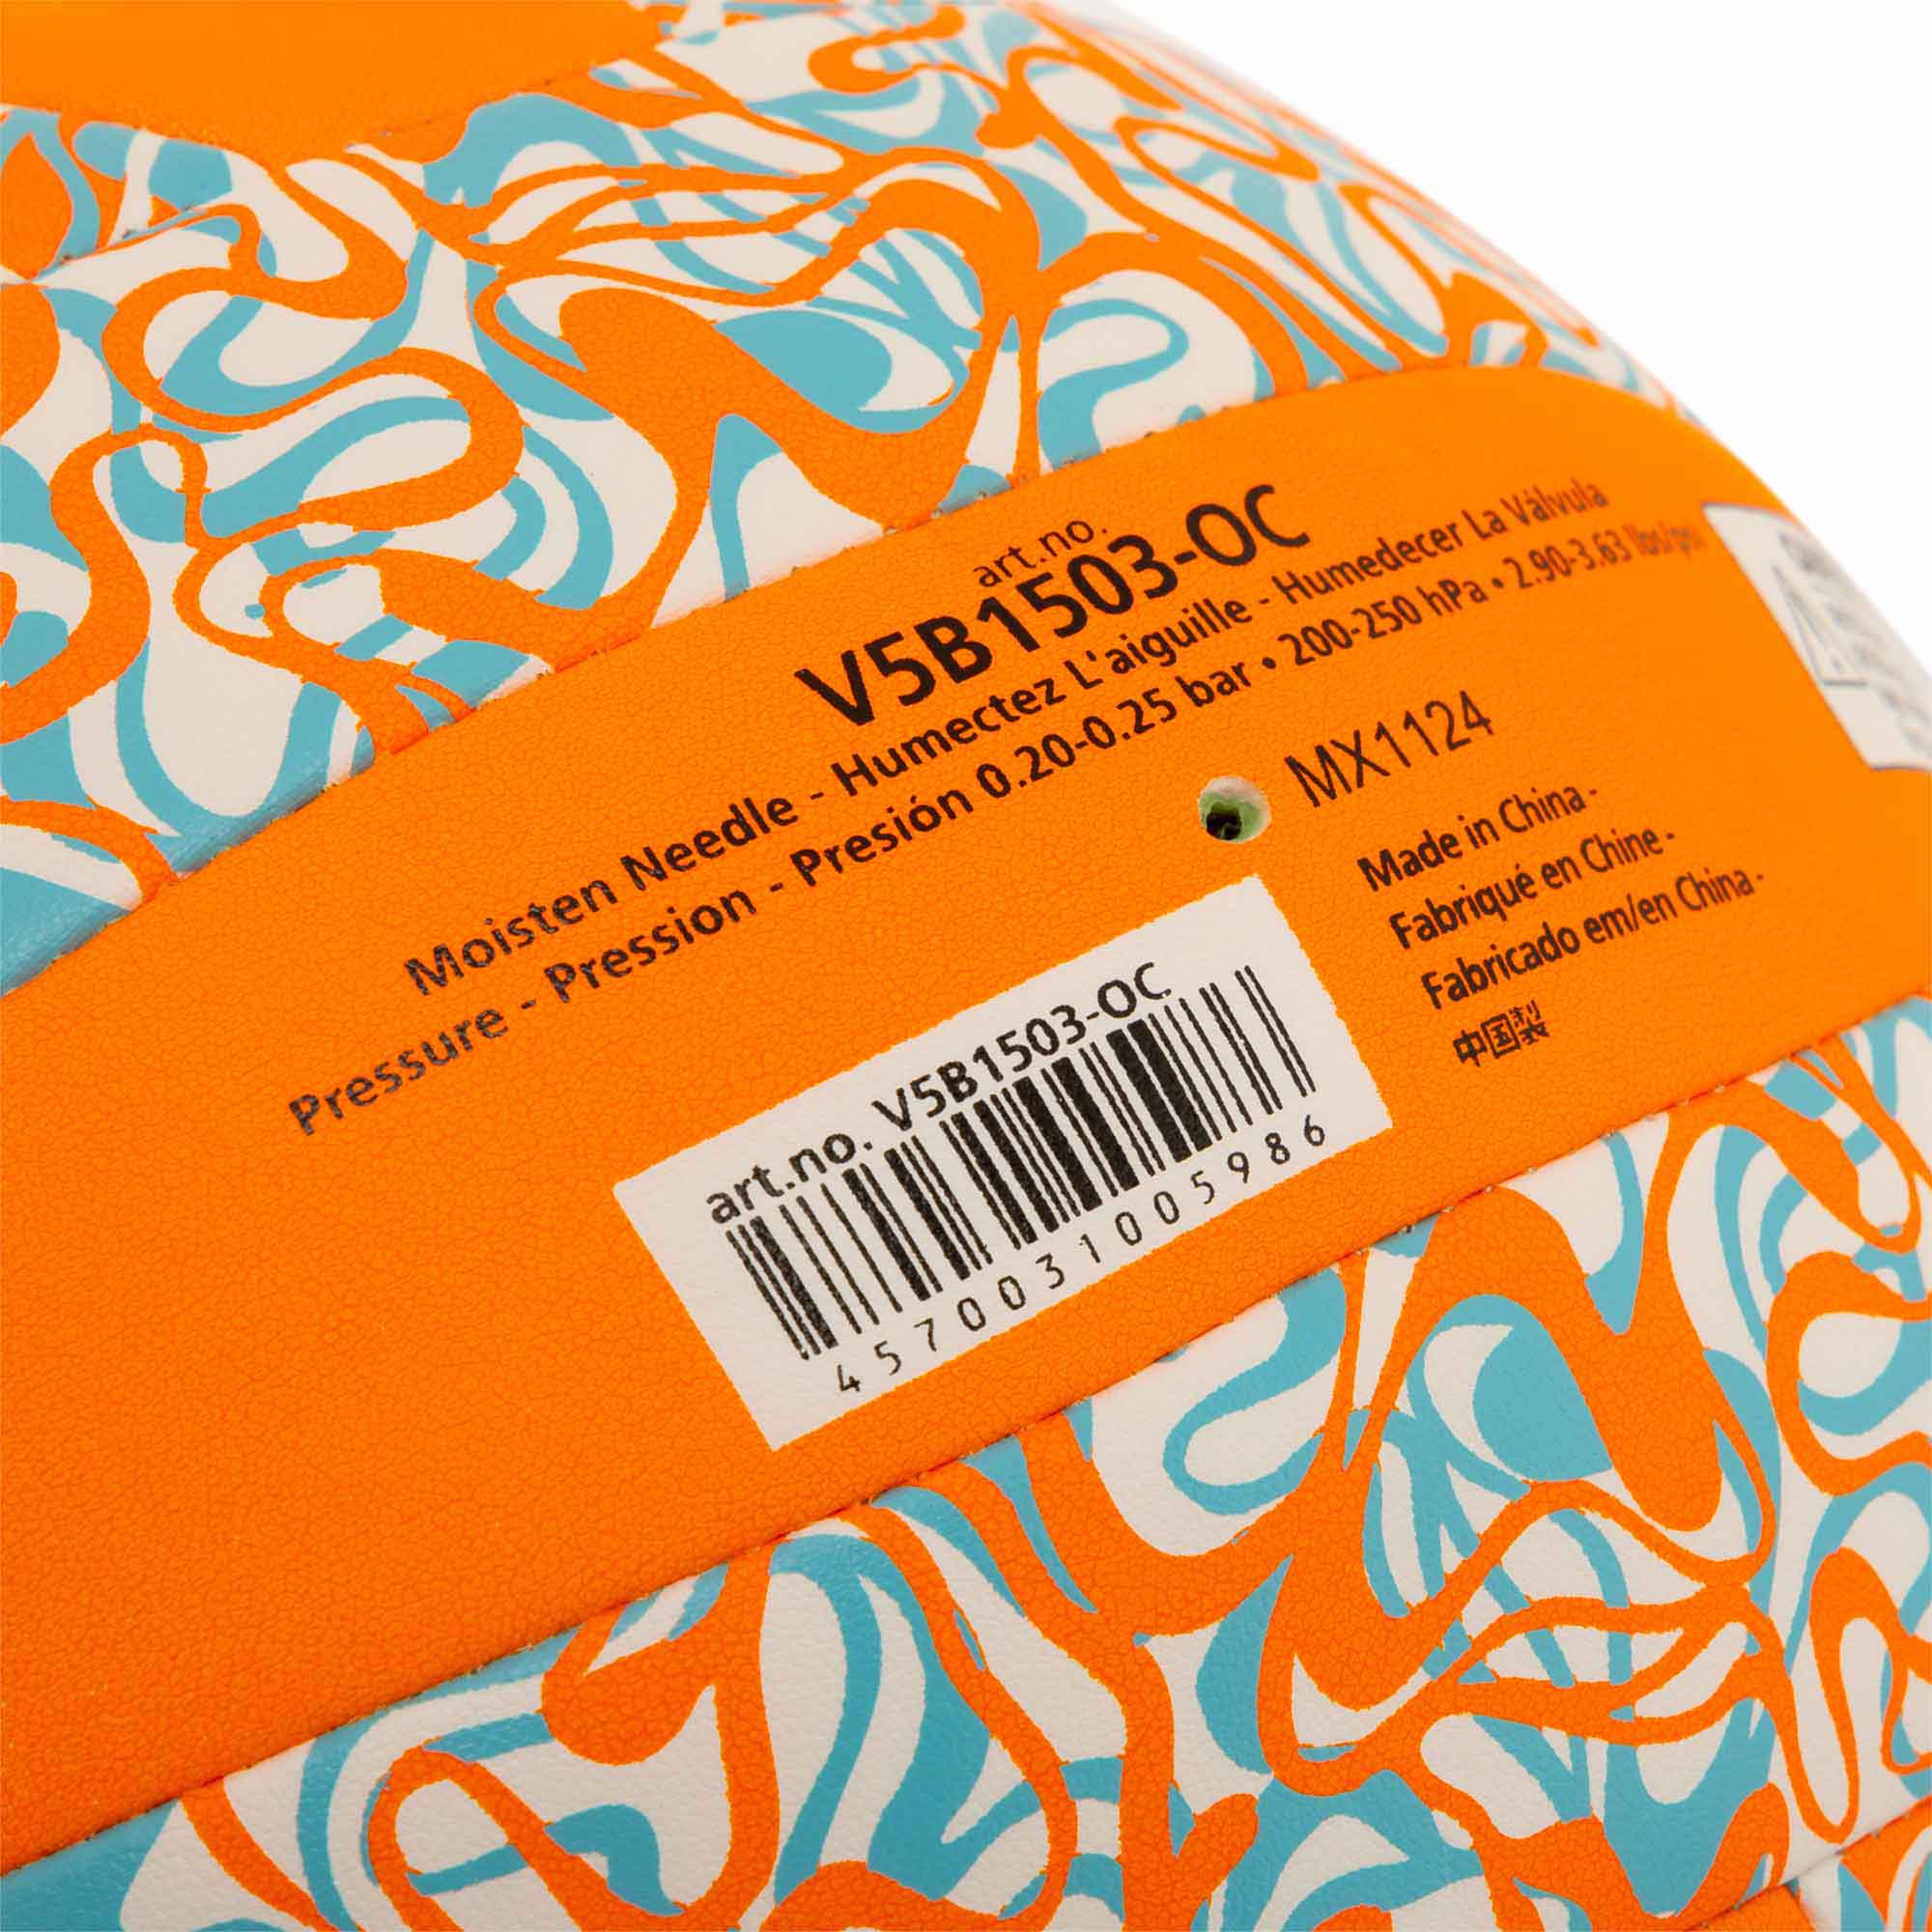 art.no.
V5B1503-OC
Moisten Needle - Humectez L'aiguille - Humedecer La Válvula
Pressure - Pression - Presión 0.20-0.25 bar • 200-250 hPa • 2.90-3.63 lbs/psi
MX1124
Made in China -
Fabriqué en Chine -
Fabricado em/en China -
中国製
art.no. V5B1503-OC
4570031005986